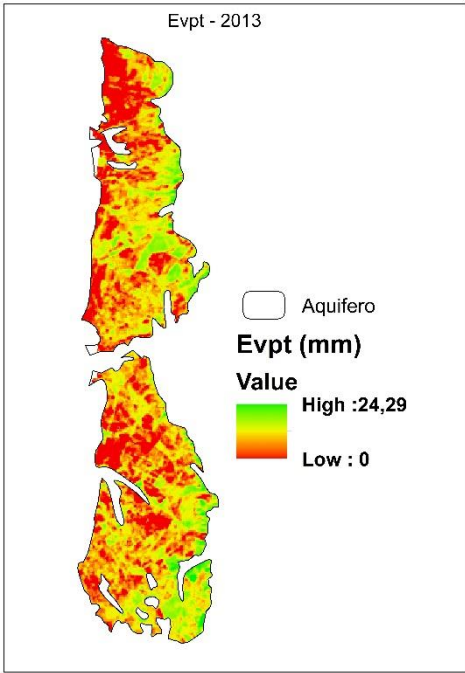 Evpt - 2013
Aquifero
Evpt (mm)
Value
High :24,29
Low : 0